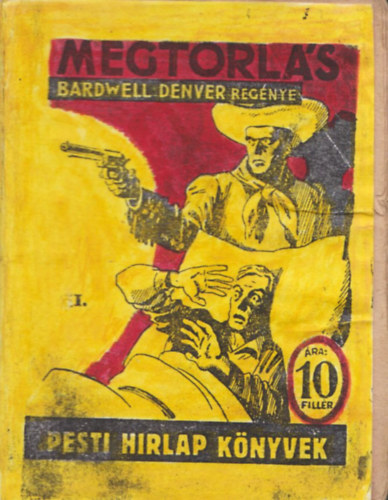 MEGTORLÁS
BARDWELL DENVER REGÉNYE
I.
ÁRA:
10
FILLÉR
PESTI HIRLAP KÖNYVEK